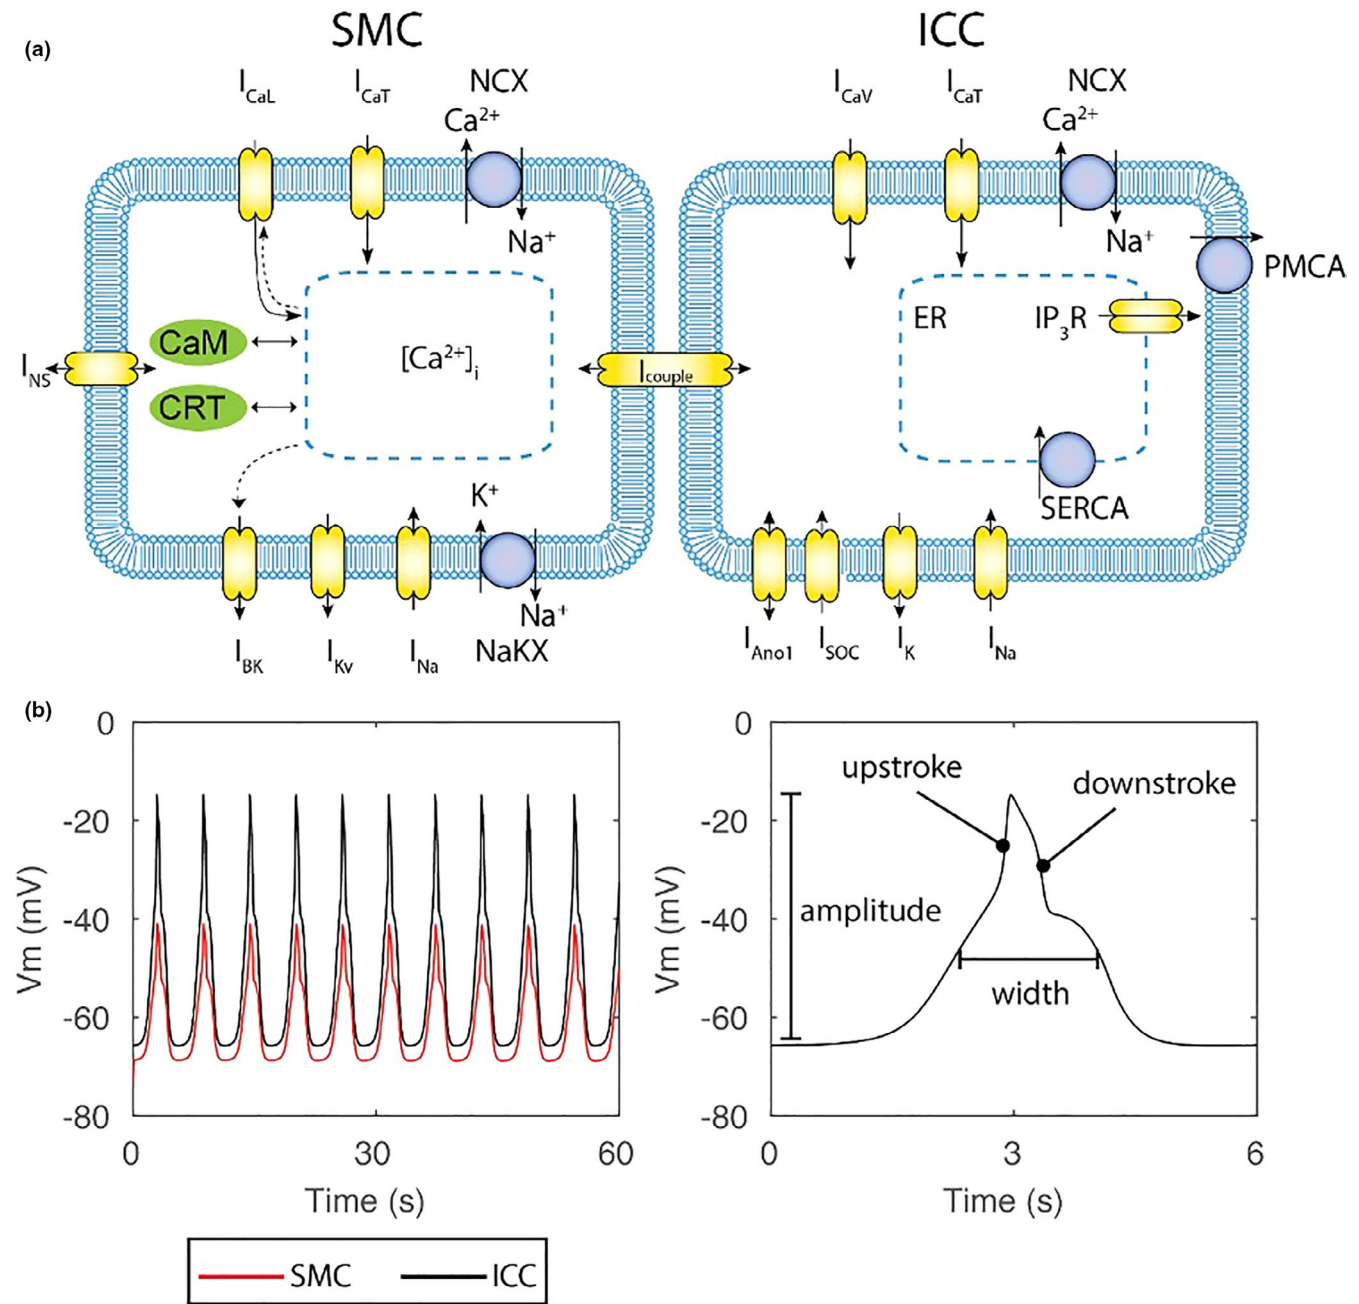 SMC ICC
(a)
I_CaL I_CaT NCX I_CaV I_CaT NCX
Ca²⁺ Ca²⁺
Na⁺ Na⁺
PMCA
ER IP₃R
CaM
[Ca²⁺]ᵢ
I_NS I_couple
CRT
K⁺ SERCA
Na⁺
I_BK I_Kv I_Na NaKX I_Ano1 I_SOC I_K I_Na
(b)
0
-20
-40
-60
-80
Vm (mV)
0 30 60
Time (s)
0
-20
-40
-60
-80
Vm (mV)
upstroke
downstroke
amplitude
width
0 3 6
Time (s)
SMC ICC